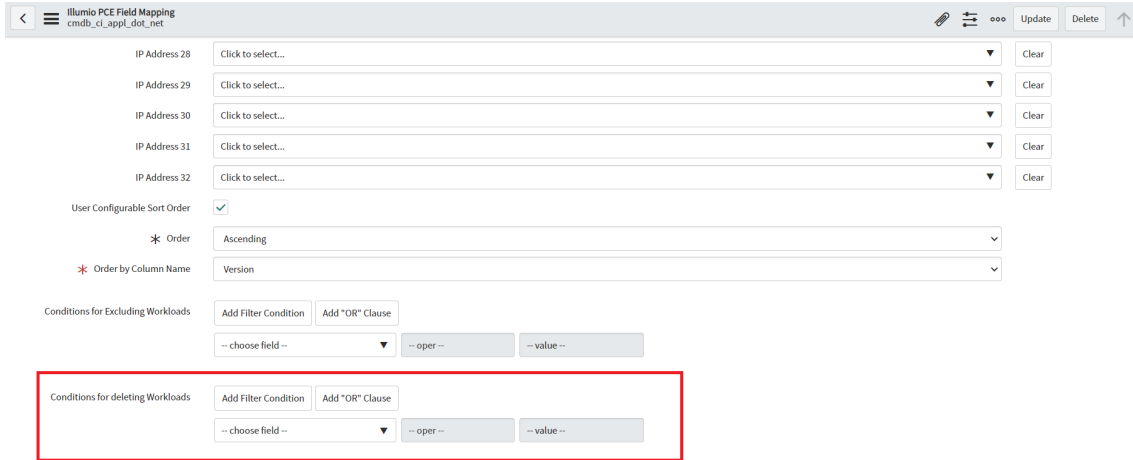 Illumio PCE Field Mapping
cmdb_ci_appl_dot_net
Update Delete
IP Address 28 Click to select... Clear
IP Address 29 Click to select... Clear
IP Address 30 Click to select... Clear
IP Address 31 Click to select... Clear
IP Address 32 Click to select... Clear
User Configurable Sort Order
Order Ascending
Order by Column Name Version
Conditions for Excluding Workloads Add Filter Condition Add "OR" Clause
-- choose field -- -- oper -- -- value --
Conditions for deleting Workloads Add Filter Condition Add "OR" Clause
-- choose field -- -- oper -- -- value --